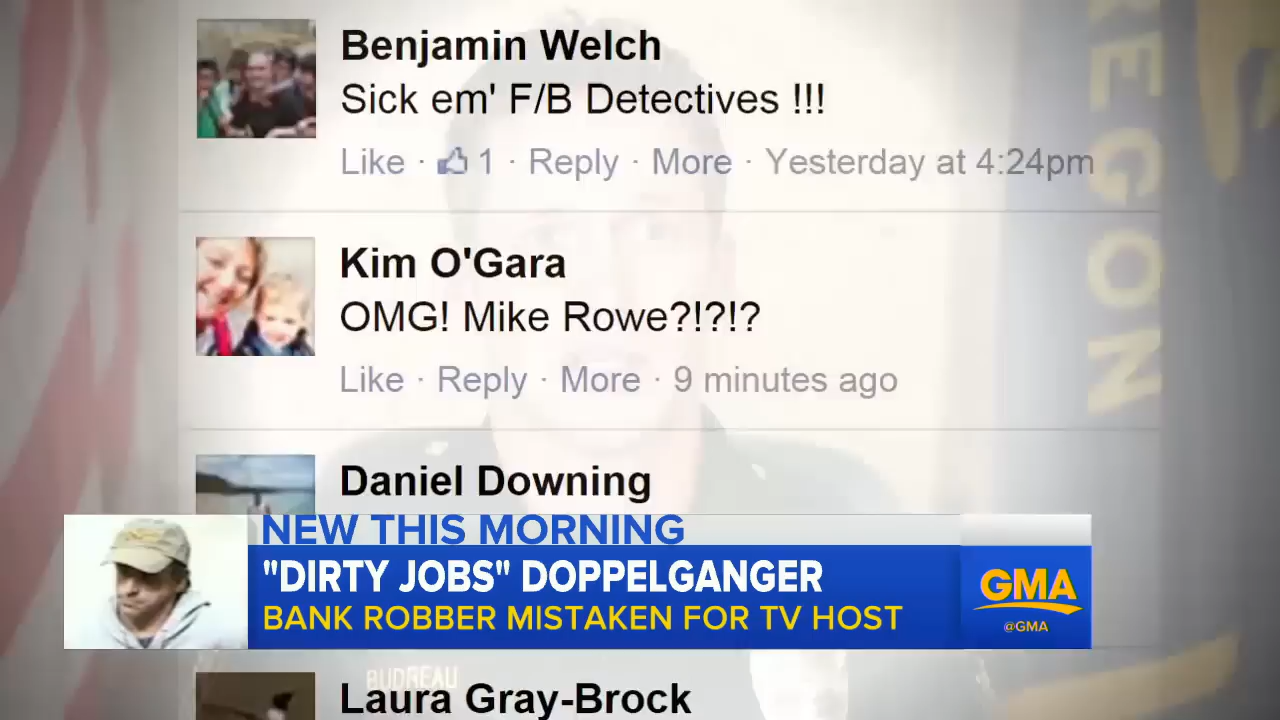 Benjamin Welch
Sick em' F/B Detectives !!!
Like · 1 · Reply · More · Yesterday at 4:24pm
Kim O'Gara
OMG! Mike Rowe?!?!?
Like · Reply · More · 9 minutes ago
Daniel Downing
NEW THIS MORNING
"DIRTY JOBS" DOPPELGANGER
BANK ROBBER MISTAKEN FOR TV HOST
GMA
@GMA
BUDREAU
Laura Gray-Brock
EGON